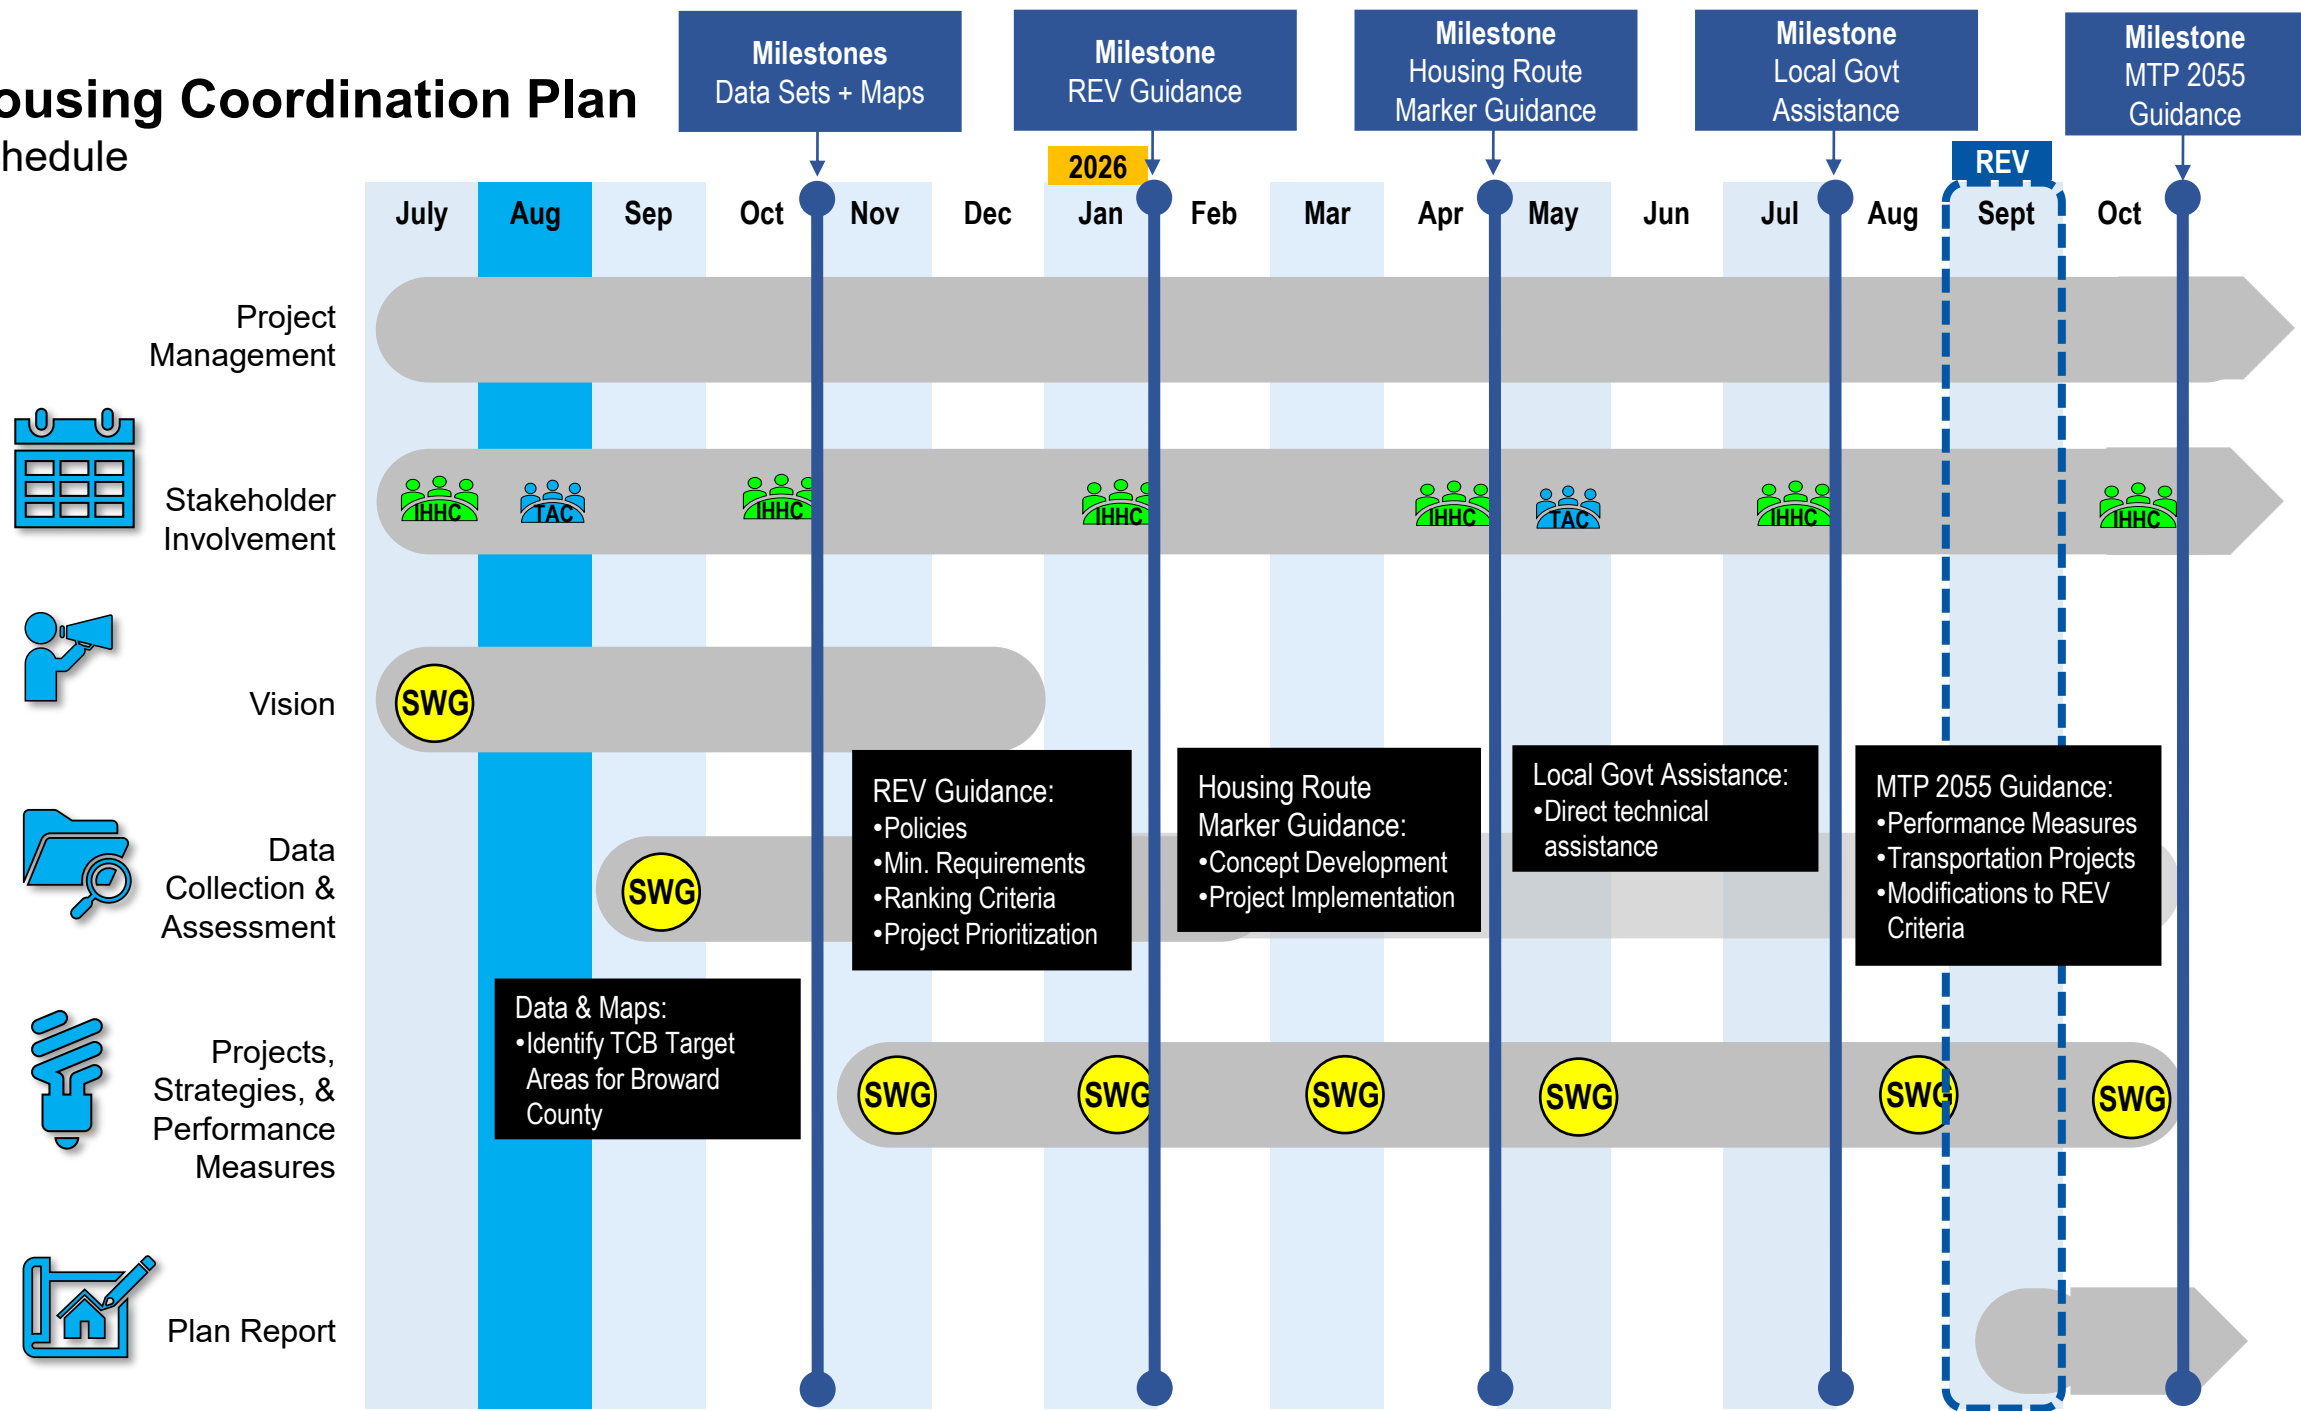 Milestones
Data Sets + Maps
Milestone
REV Guidance
Milestone
Housing Route
Marker Guidance
Milestone
Local Govt
Assistance
Milestone
MTP 2055
Guidance
ousing Coordination Plan
hedule
2026
REV
July Aug Sep Oct Nov Dec Jan Feb Mar Apr May Jun Jul Aug Sept Oct
Project
Management
Stakeholder
Involvement
IHHC TAC IHHC IHHC IHHC TAC IHHC IHHC
Vision
SWG
Data
Collection &
Assessment
SWG
REV Guidance:
•Policies
•Min. Requirements
•Ranking Criteria
•Project Prioritization
Housing Route
Marker Guidance:
•Concept Development
•Project Implementation
Local Govt Assistance:
•Direct technical
assistance
MTP 2055 Guidance:
•Performance Measures
•Transportation Projects
•Modifications to REV
Criteria
Data & Maps:
•Identify TCB Target
Areas for Broward
County
Projects,
Strategies, &
Performance
Measures
SWG SWG SWG SWG SWG SWG
Plan Report